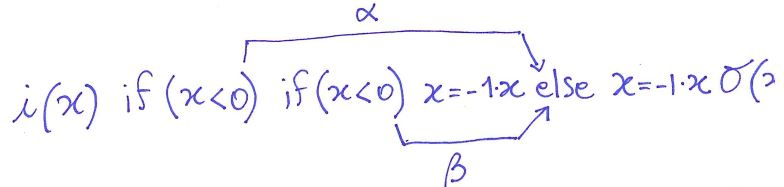 α
i(x) if (x<0) if (x<0) x=-1·x else x=-1·x σ(x
β